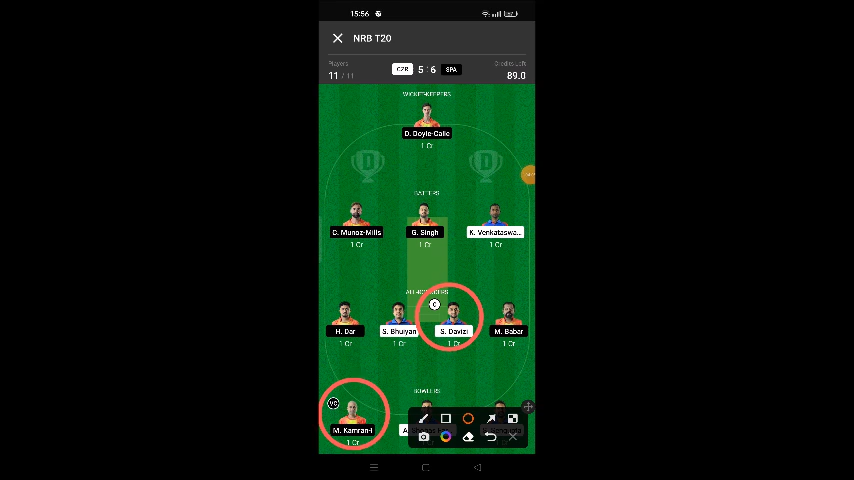 15:56
NRB T20
Players
Credits Left
CZR 5 : 6 SPA
11 / 11
89.0
WICKET-KEEPERS
D. Doyle-Calle
1 Cr
BATTERS
C. Munoz-Mills G. Singh K. Venkataswa...
1 Cr 1 Cr 1 Cr
ALL-ROUNDERS
C
H. Dar S. Bhuiyan S. Davizi M. Babar
1 Cr 1 Cr 1 Cr 1 Cr
BOWLERS
VC
M. Kamran-I
1 Cr